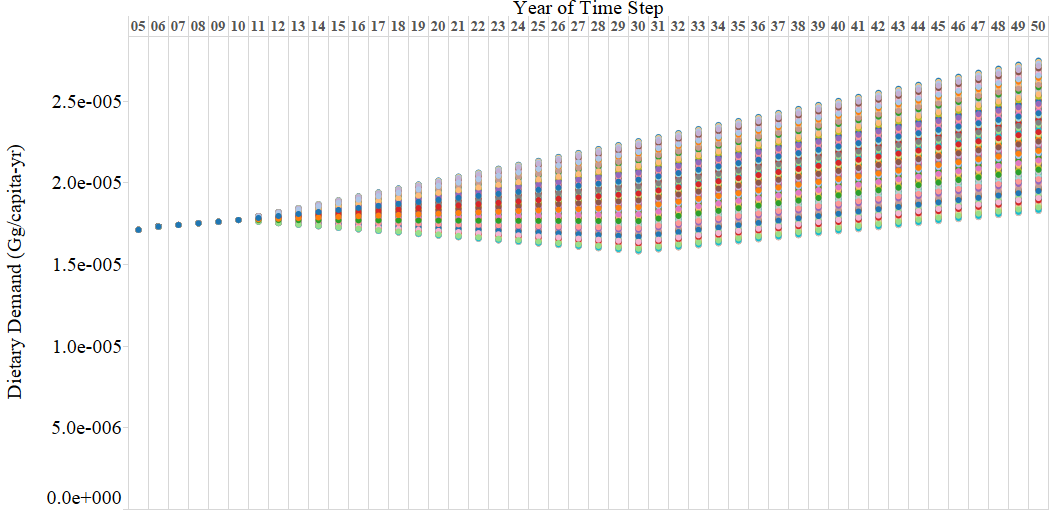 Year of Time Step
05 06 07 08 09 10 11 12 13 14 15 16 17 18 19 20 21 22 23 24 25 26 27 28 29 30 31 32 33 34 35 36 37 38 39 40 41 42 43 44 45 46 47 48 49 50
Dietary Demand (Gg/capita-yr)
2.5e-005
2.0e-005
1.5e-005
1.0e-005
5.0e-006
0.0e+000